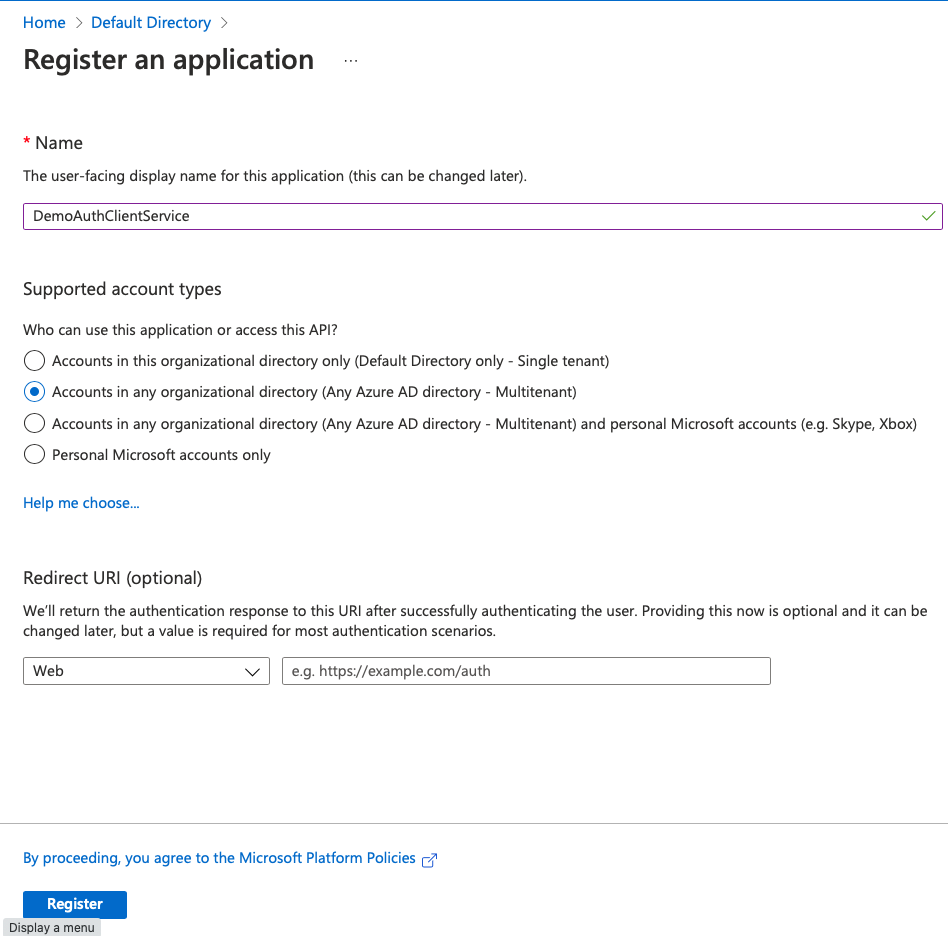 Home > Default Directory >
Register an application ...
* Name
The user-facing display name for this application (this can be changed later).
DemoAuthClientService
Supported account types
Who can use this application or access this API?
Accounts in this organizational directory only (Default Directory only - Single tenant)
Accounts in any organizational directory (Any Azure AD directory - Multitenant)
Accounts in any organizational directory (Any Azure AD directory - Multitenant) and personal Microsoft accounts (e.g. Skype, Xbox)
Personal Microsoft accounts only
Help me choose...
Redirect URI (optional)
We'll return the authentication response to this URI after successfully authenticating the user. Providing this now is optional and it can be
changed later, but a value is required for most authentication scenarios.
Web e.g. https://example.com/auth
By proceeding, you agree to the Microsoft Platform Policies
Register
Display a menu